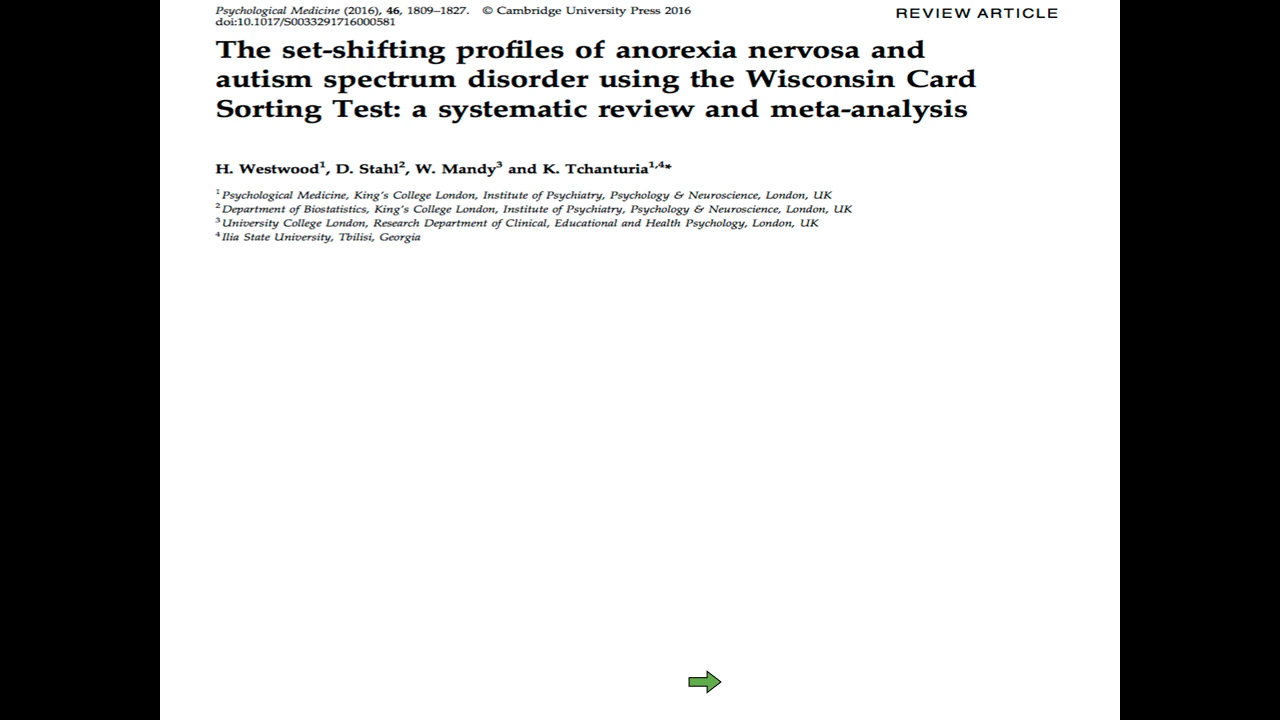 Psychological Medicine (2016), 46, 1809–1827. © Cambridge University Press 2016
doi:10.1017/S0033291716000581
REVIEW ARTICLE
The set-shifting profiles of anorexia nervosa and
autism spectrum disorder using the Wisconsin Card
Sorting Test: a systematic review and meta-analysis
H. Westwood1, D. Stahl2, W. Mandy3 and K. Tchanturia1,4*
1 Psychological Medicine, King's College London, Institute of Psychiatry, Psychology & Neuroscience, London, UK
2 Department of Biostatistics, King's College London, Institute of Psychiatry, Psychology & Neuroscience, London, UK
3 University College London, Research Department of Clinical, Educational and Health Psychology, London, UK
4 Ilia State University, Tbilisi, Georgia